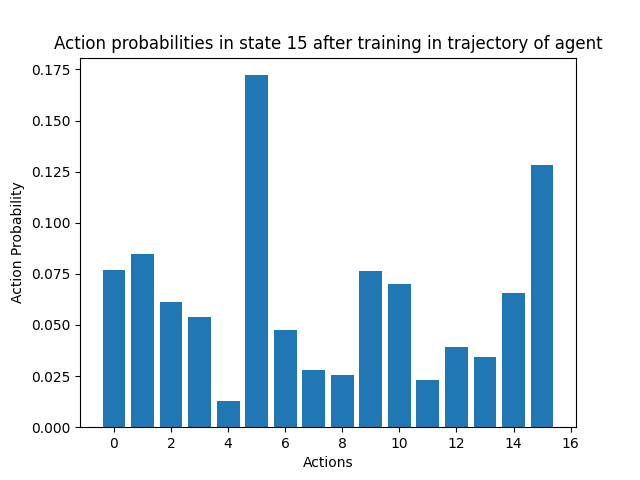 Action probabilities in state 15 after training in trajectory of agent
0.175
0.150
0.125
0.100
0.075
0.050
0.025
0.000
Action Probability
0 2 4 6 8 10 12 14 16
Actions